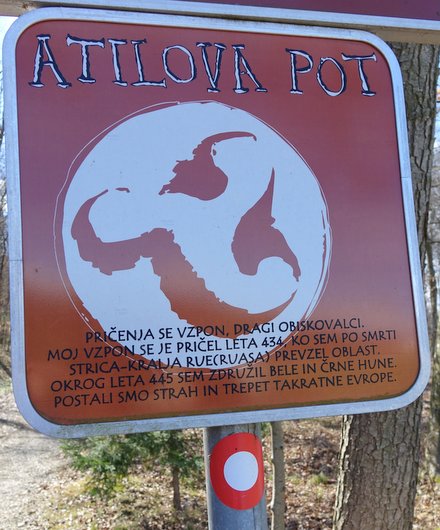 ATILOVA POT
PRIČENJA SE VZPON, DRAGI OBISKOVALCI.
MOJ VZPON SE JE PRIČEL LETA 434, KO SEM PO SMRTI
STRICA-KRALJA RUE(RUASA) PREVZEL OBLAST.
OKROG LETA 445 SEM ZDRUŽIL BELE IN ČRNE HUNE.
POSTALI SMO STRAH IN TREPET TAKRATNE EVROPE.